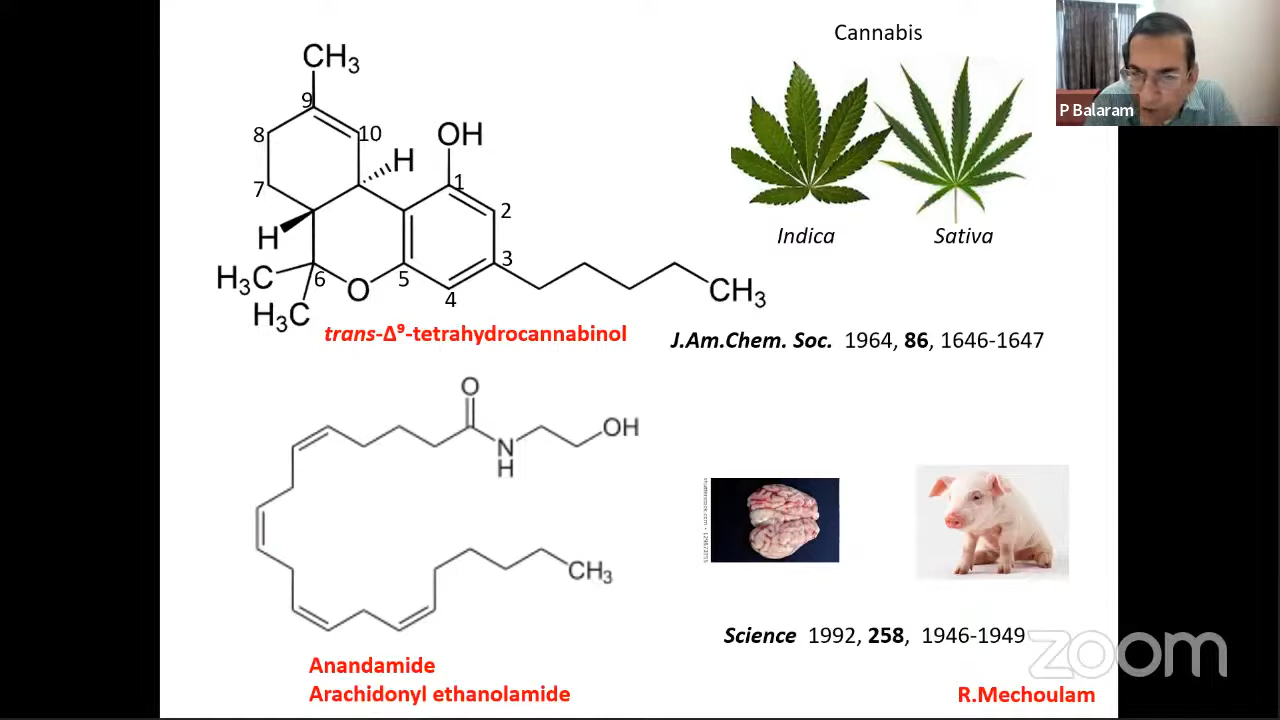 Cannabis
P Balaram
CH₃
9
8
10
OH
H
7
1
2
H
3
H₃C
6
O
5
4
CH₃
H₃C
Indica
Sativa
trans-Δ⁹-tetrahydrocannabinol
J.Am.Chem. Soc. 1964, 86, 1646-1647
O
OH
N
H
CH₃
Science 1992, 258, 1946-1949
zoom
Anandamide
Arachidonyl ethanolamide
R.Mechoulam